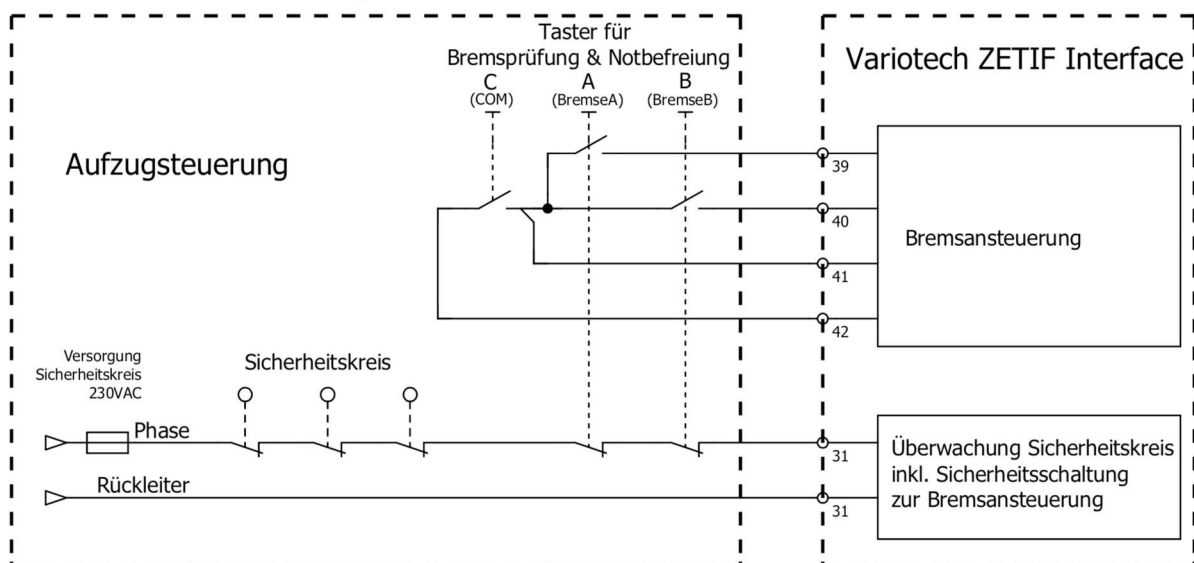 Taster für
Bremsprüfung & Notbefreiung
C
(COM)
A
(BremseA)
B
(BremseB)
Variotech ZETIF Interface
Aufzugsteuerung
39
40
41
42
Bremsansteuerung
Versorgung
Sicherheitskreis
230VAC
Sicherheitskreis
Phase
Rückleiter
31
31
Überwachung Sicherheitskreis
inkl. Sicherheitsschaltung
zur Bremsansteuerung